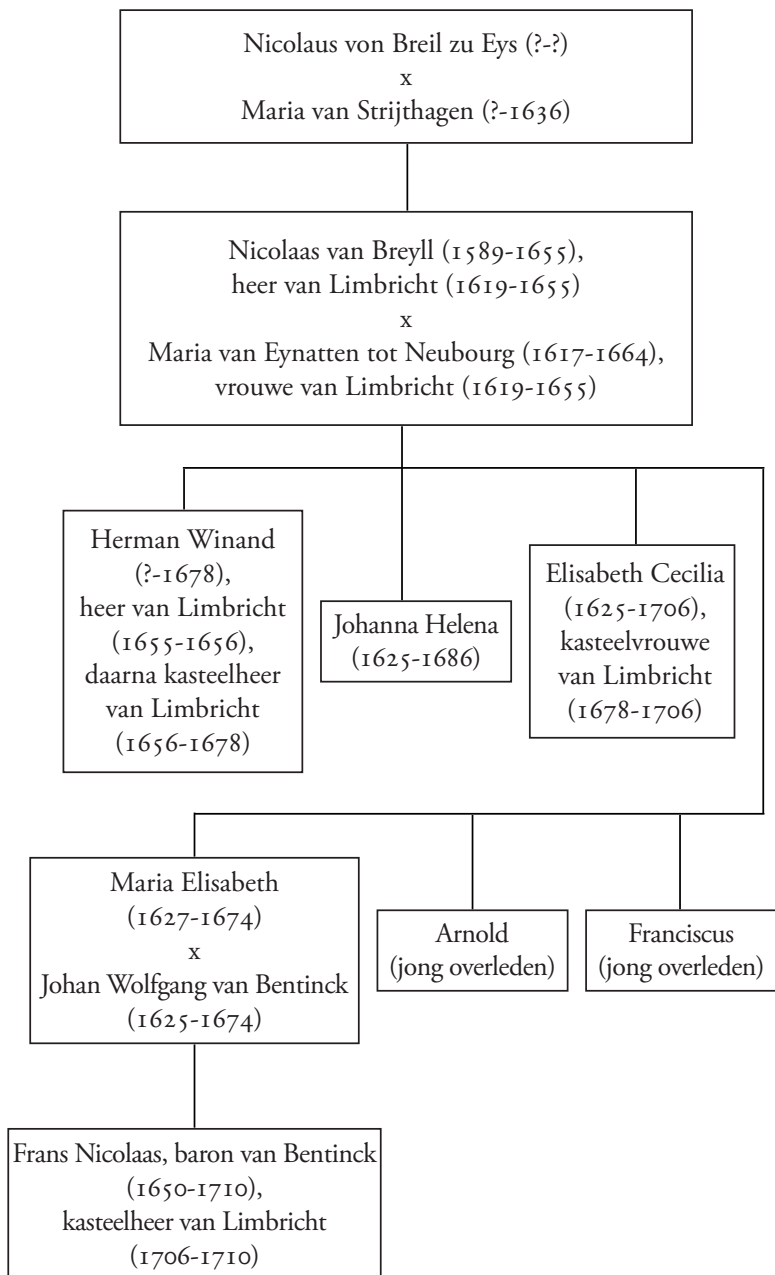 Nicolaus von Breil zu Eys (?-?)
x
Maria van Strijthagen (?-1636)
Nicolaas van Breyll (1589-1655),
heer van Limbricht (1619-1655)
x
Maria van Eynatten tot Neubourg (1617-1664),
vrouwe van Limbricht (1619-1655)
Herman Winand
(?-1678),
heer van Limbricht
(1655-1656),
daarna kasteelheer
van Limbricht
(1656-1678)
Johanna Helena
(1625-1686)
Elisabeth Cecilia
(1625-1706),
kasteelvrouwe
van Limbricht
(1678-1706)
Maria Elisabeth
(1627-1674)
x
Johan Wolfgang van Bentinck
(1625-1674)
Arnold
(jong overleden)
Franciscus
(jong overleden)
Frans Nicolaas, baron van Bentinck
(1650-1710),
kasteelheer van Limbricht
(1706-1710)